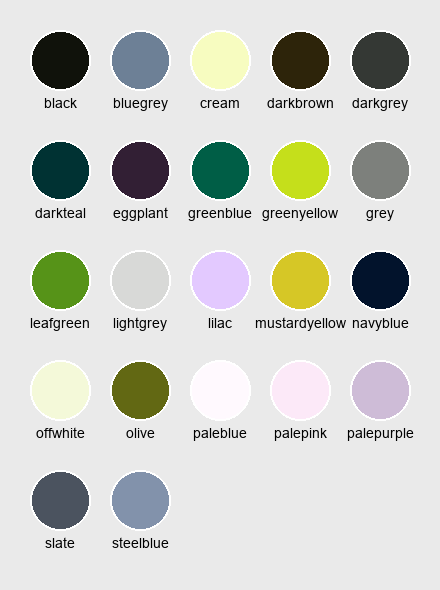 black bluegrey cream darkbrown darkgrey
darkteal eggplant greenblue greenyellow grey
leafgreen lightgrey lilac mustardyellow navyblue
offwhite olive paleblue palepink palepurple
slate steelblue